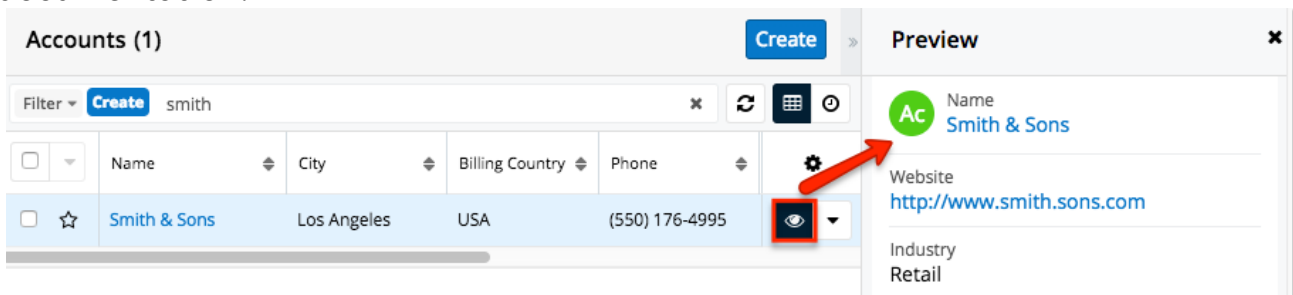 Accounts (1)
Create
»
Preview
Filter
Create
smith
Name
City
Billing Country
Phone
Smith & Sons
Los Angeles
USA
(550) 176-4995
Ac
Name
Smith & Sons
Website
http://www.smith.sons.com
Industry
Retail